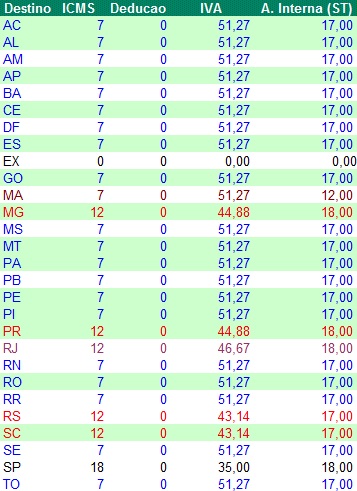 Destino ICMS Deducao IVA A. Interna (ST)
AC 7 0 51,27 17,00
AL 7 0 51,27 17,00
AM 7 0 51,27 17,00
AP 7 0 51,27 17,00
BA 7 0 51,27 17,00
CE 7 0 51,27 17,00
DF 7 0 51,27 17,00
ES 7 0 51,27 17,00
EX 0 0 0,00 0,00
GO 7 0 51,27 17,00
MA 7 0 51,27 12,00
MG 12 0 44,88 18,00
MS 7 0 51,27 17,00
MT 7 0 51,27 17,00
PA 7 0 51,27 17,00
PB 7 0 51,27 17,00
PE 7 0 51,27 17,00
PI 7 0 51,27 17,00
PR 12 0 44,88 18,00
RJ 12 0 46,67 18,00
RN 7 0 51,27 17,00
RO 7 0 51,27 17,00
RR 7 0 51,27 17,00
RS 12 0 43,14 17,00
SC 12 0 43,14 17,00
SE 7 0 51,27 17,00
SP 18 0 35,00 18,00
TO 7 0 51,27 17,00